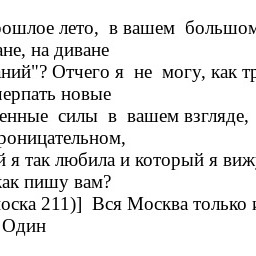 ошлое лето, в вашем большом
не, на диване
ний"? Отчего я не могу, как тр
ерпать новые
енные силы в вашем взгляде,
роницательном,
й я так любила и который я виж
как пишу вам?
оска 211)] Вся Москва только и
Один